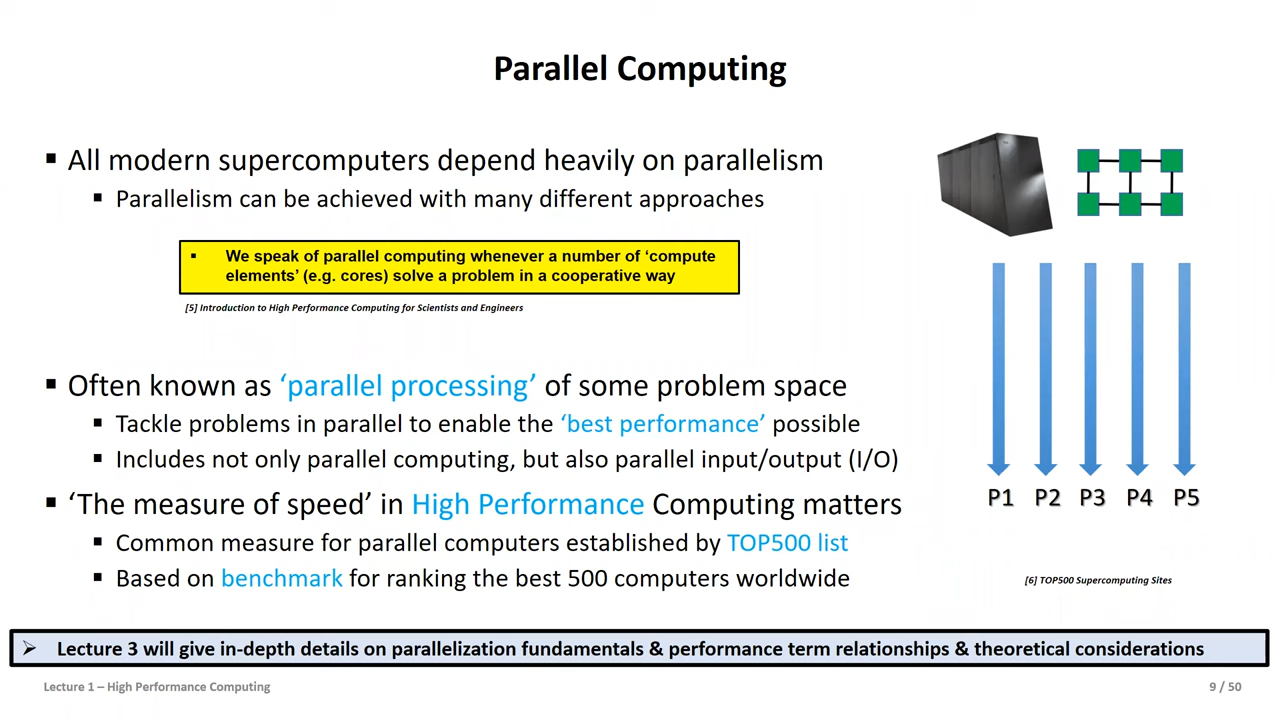 Parallel Computing
▪ All modern supercomputers depend heavily on parallelism
▪ Parallelism can be achieved with many different approaches
▪ We speak of parallel computing whenever a number of ‘compute
elements’ (e.g. cores) solve a problem in a cooperative way
[5] Introduction to High Performance Computing for Scientists and Engineers
▪ Often known as ‘parallel processing’ of some problem space
▪ Tackle problems in parallel to enable the ‘best performance’ possible
▪ Includes not only parallel computing, but also parallel input/output (I/O)
▪ ‘The measure of speed’ in High Performance Computing matters
▪ Common measure for parallel computers established by TOP500 list
▪ Based on benchmark for ranking the best 500 computers worldwide
P1 P2 P3 P4 P5
[6] TOP500 Supercomputing Sites
➢ Lecture 3 will give in-depth details on parallelization fundamentals & performance term relationships & theoretical considerations
Lecture 1 – High Performance Computing
9 / 50